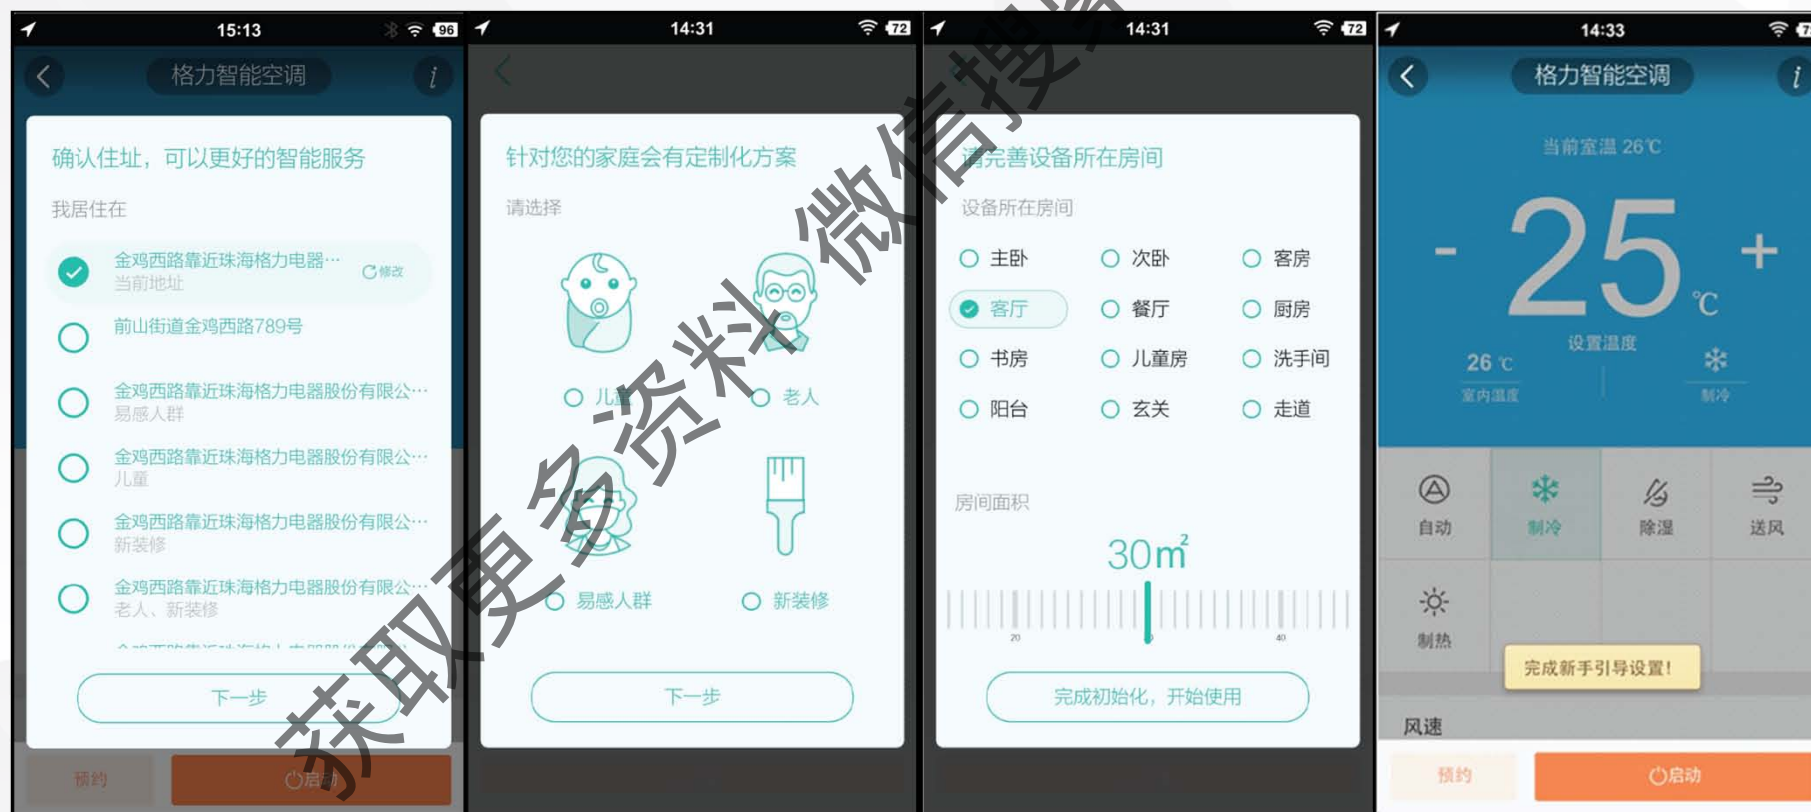 15:13
96
格力智能空调
i
确认住址，可以更好的智能服务
我居住在
金鸡西路靠近珠海格力电器…
当前地址
修改
前山街道金鸡西路789号
金鸡西路靠近珠海格力电器股份有限公…
易感人群
金鸡西路靠近珠海格力电器股份有限公…
儿童
金鸡西路靠近珠海格力电器股份有限公…
新装修
金鸡西路靠近珠海格力电器股份有限公…
老人、新装修
下一步
预约
启动
14:31
72
针对您的家庭会有定制化方案
请选择
儿童
老人
易感人群
新装修
下一步
14:31
72
请完善设备所在房间
设备所在房间
主卧 次卧 客房
客厅 餐厅 厨房
书房 儿童房 洗手间
阳台 玄关 走道
房间面积
30㎡
20 40
完成初始化，开始使用
14:33
格力智能空调
i
当前室温 26℃
- 25℃ +
设置温度
26℃
室内温度
制冷
自动 制冷 除湿 送风
制热
完成新手引导设置！
风速
预约
启动
获取更多资料 微信搜